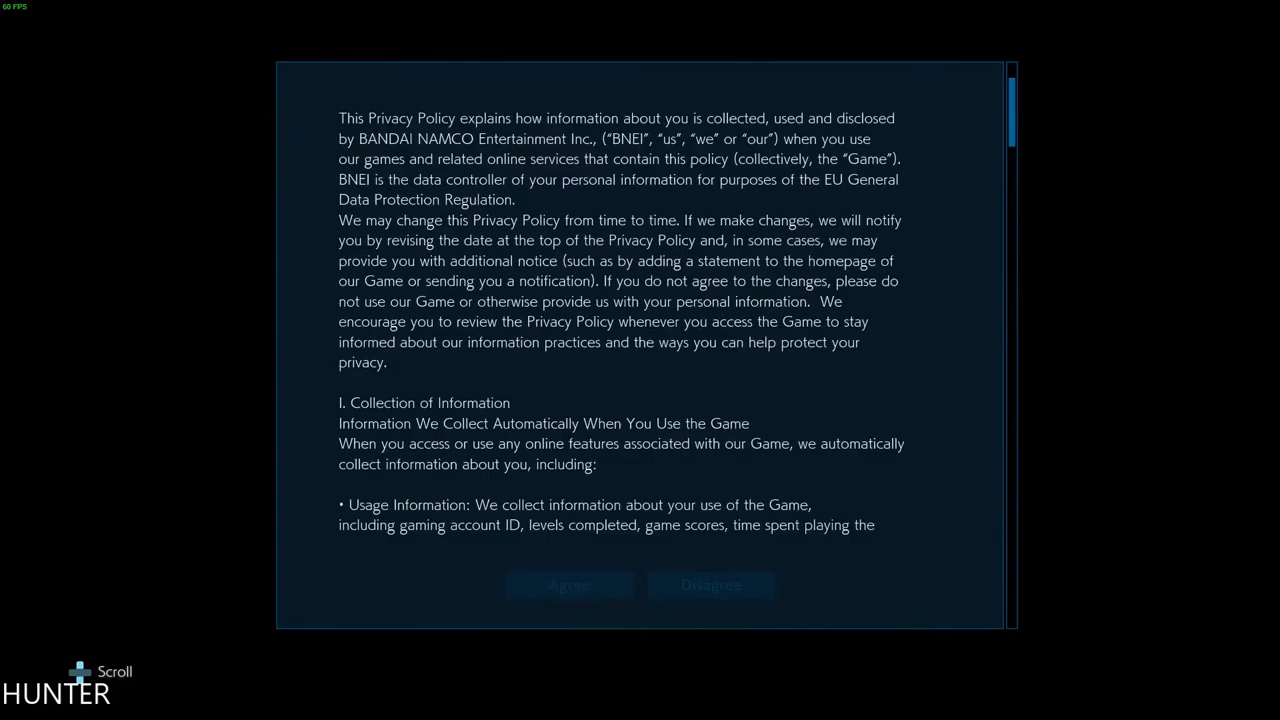 60 FPS
This Privacy Policy explains how information about you is collected, used and disclosed
by BANDAI NAMCO Entertainment Inc., (“BNEI”, “us”, “we” or “our”) when you use
our games and related online services that contain this policy (collectively, the “Game”).
BNEI is the data controller of your personal information for purposes of the EU General
Data Protection Regulation.
We may change this Privacy Policy from time to time. If we make changes, we will notify
you by revising the date at the top of the Privacy Policy and, in some cases, we may
provide you with additional notice (such as by adding a statement to the homepage of
our Game or sending you a notification). If you do not agree to the changes, please do
not use our Game or otherwise provide us with your personal information.  We
encourage you to review the Privacy Policy whenever you access the Game to stay
informed about our information practices and the ways you can help protect your
privacy.
I. Collection of Information
Information We Collect Automatically When You Use the Game
When you access or use any online features associated with our Game, we automatically
collect information about you, including:
• Usage Information: We collect information about your use of the Game,
including gaming account ID, levels completed, game scores, time spent playing the
Agree Disagree
Scroll
HUNTER